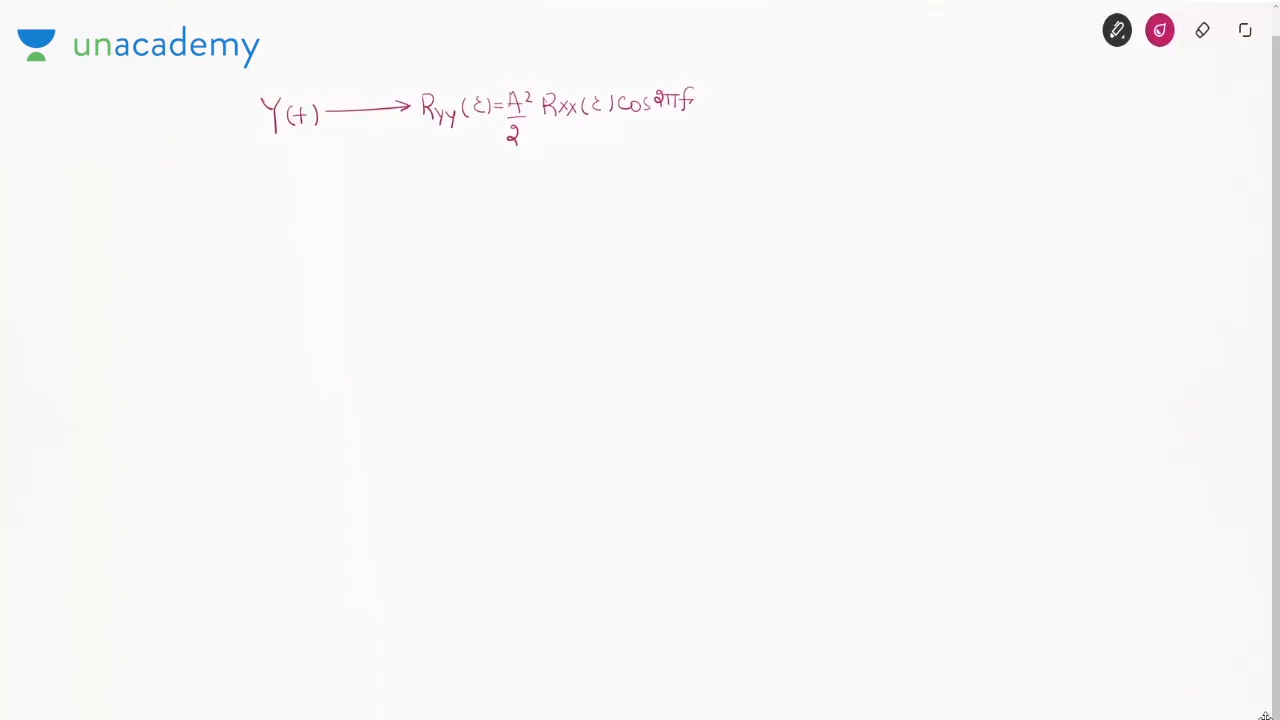 unacademy
Y(t) → Ryy(τ) = A²/2 Rxx(τ) cos 2πf